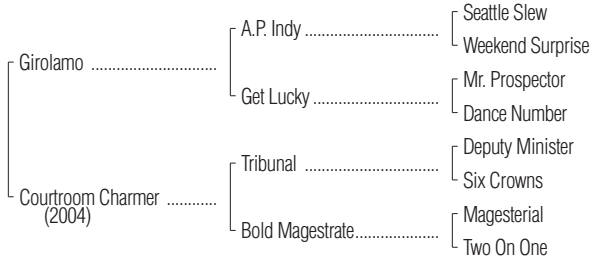 Seattle Slew
A.P. Indy ..............................
Weekend Surprise
Girolamo ............................
Mr. Prospector
Get Lucky............................
Dance Number
Deputy Minister
Tribunal ..............................
Six Crowns
Courtroom Charmer ...........
(2004)
Magesterial
Bold Magestrate...................
Two On One